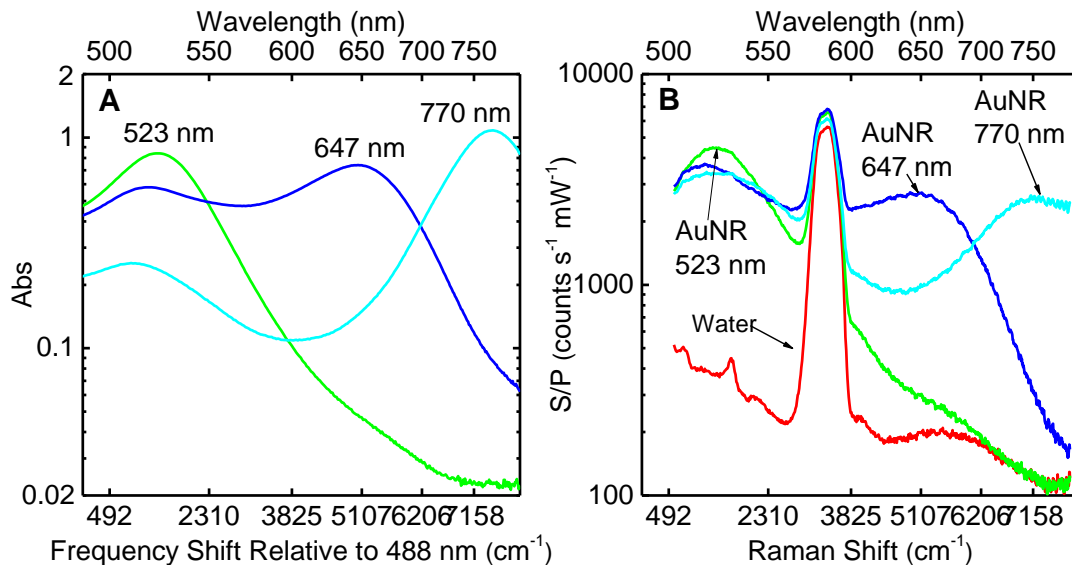 Wavelength (nm)
500 550 600 650 700 750
2
1
0.1
0.02
Abs
A
523 nm
647 nm
770 nm
492 2310 3825 5107 6206 7158
Frequency Shift Relative to 488 nm (cm⁻¹)
Wavelength (nm)
500 550 600 650 700 750
10000
1000
100
S/P (counts s⁻¹ mW⁻¹)
B
AuNR
770 nm
AuNR
647 nm
AuNR
523 nm
Water
492 2310 3825 5107 6206 7158
Raman Shift (cm⁻¹)